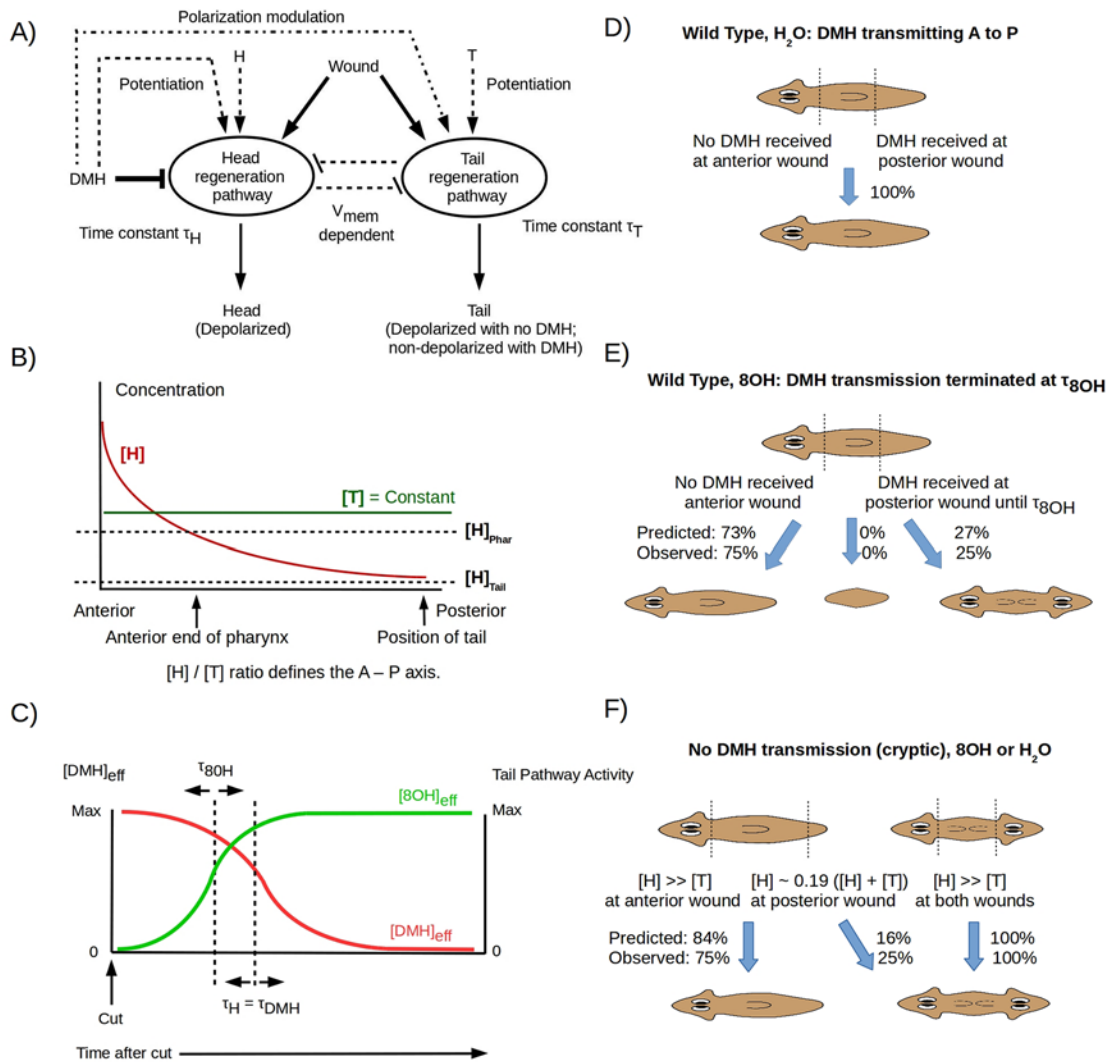 A)
Polarization modulation
H
T
Potentiation
Wound
Potentiation
DMH
Head
regeneration
pathway
Tail
regeneration
pathway
Vmem
dependent
Time constant τH
Time constant τT
Head
(Depolarized)
Tail
(Depolarized with no DMH;
non-depolarized with DMH)
B)
Concentration
[H]
[T] = Constant
[H]Phar
[H]Tail
Anterior
Posterior
Anterior end of pharynx
Position of tail
[H] / [T] ratio defines the A – P axis.
C)
[DMH]eff
τ8OH
Tail Pathway Activity
Max
[8OH]eff
Max
0
[DMH]eff
0
τH = τDMH
Cut
Time after cut
D)
Wild Type, H2O: DMH transmitting A to P
No DMH received
at anterior wound
DMH received at
posterior wound
100%
E)
Wild Type, 8OH: DMH transmission terminated at τ8OH
No DMH received
anterior wound
DMH received at
posterior wound until τ8OH
Predicted: 73% 0% 27%
Observed: 75% 0% 25%
F)
No DMH transmission (cryptic), 8OH or H2O
[H] >> [T]
at anterior wound
[H] ~ 0.19 ([H] + [T])
at posterior wound
[H] >> [T]
at both wounds
Predicted: 84% 16% 100%
Observed: 75% 25% 100%